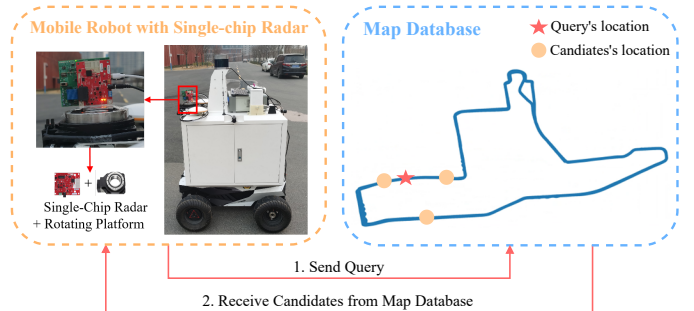 Mobile Robot with Single-chip Radar
Map Database
Query's location
Candiates's location
+
Single-Chip Radar
+ Rotating Platform
1. Send Query
2. Receive Candidates from Map Database